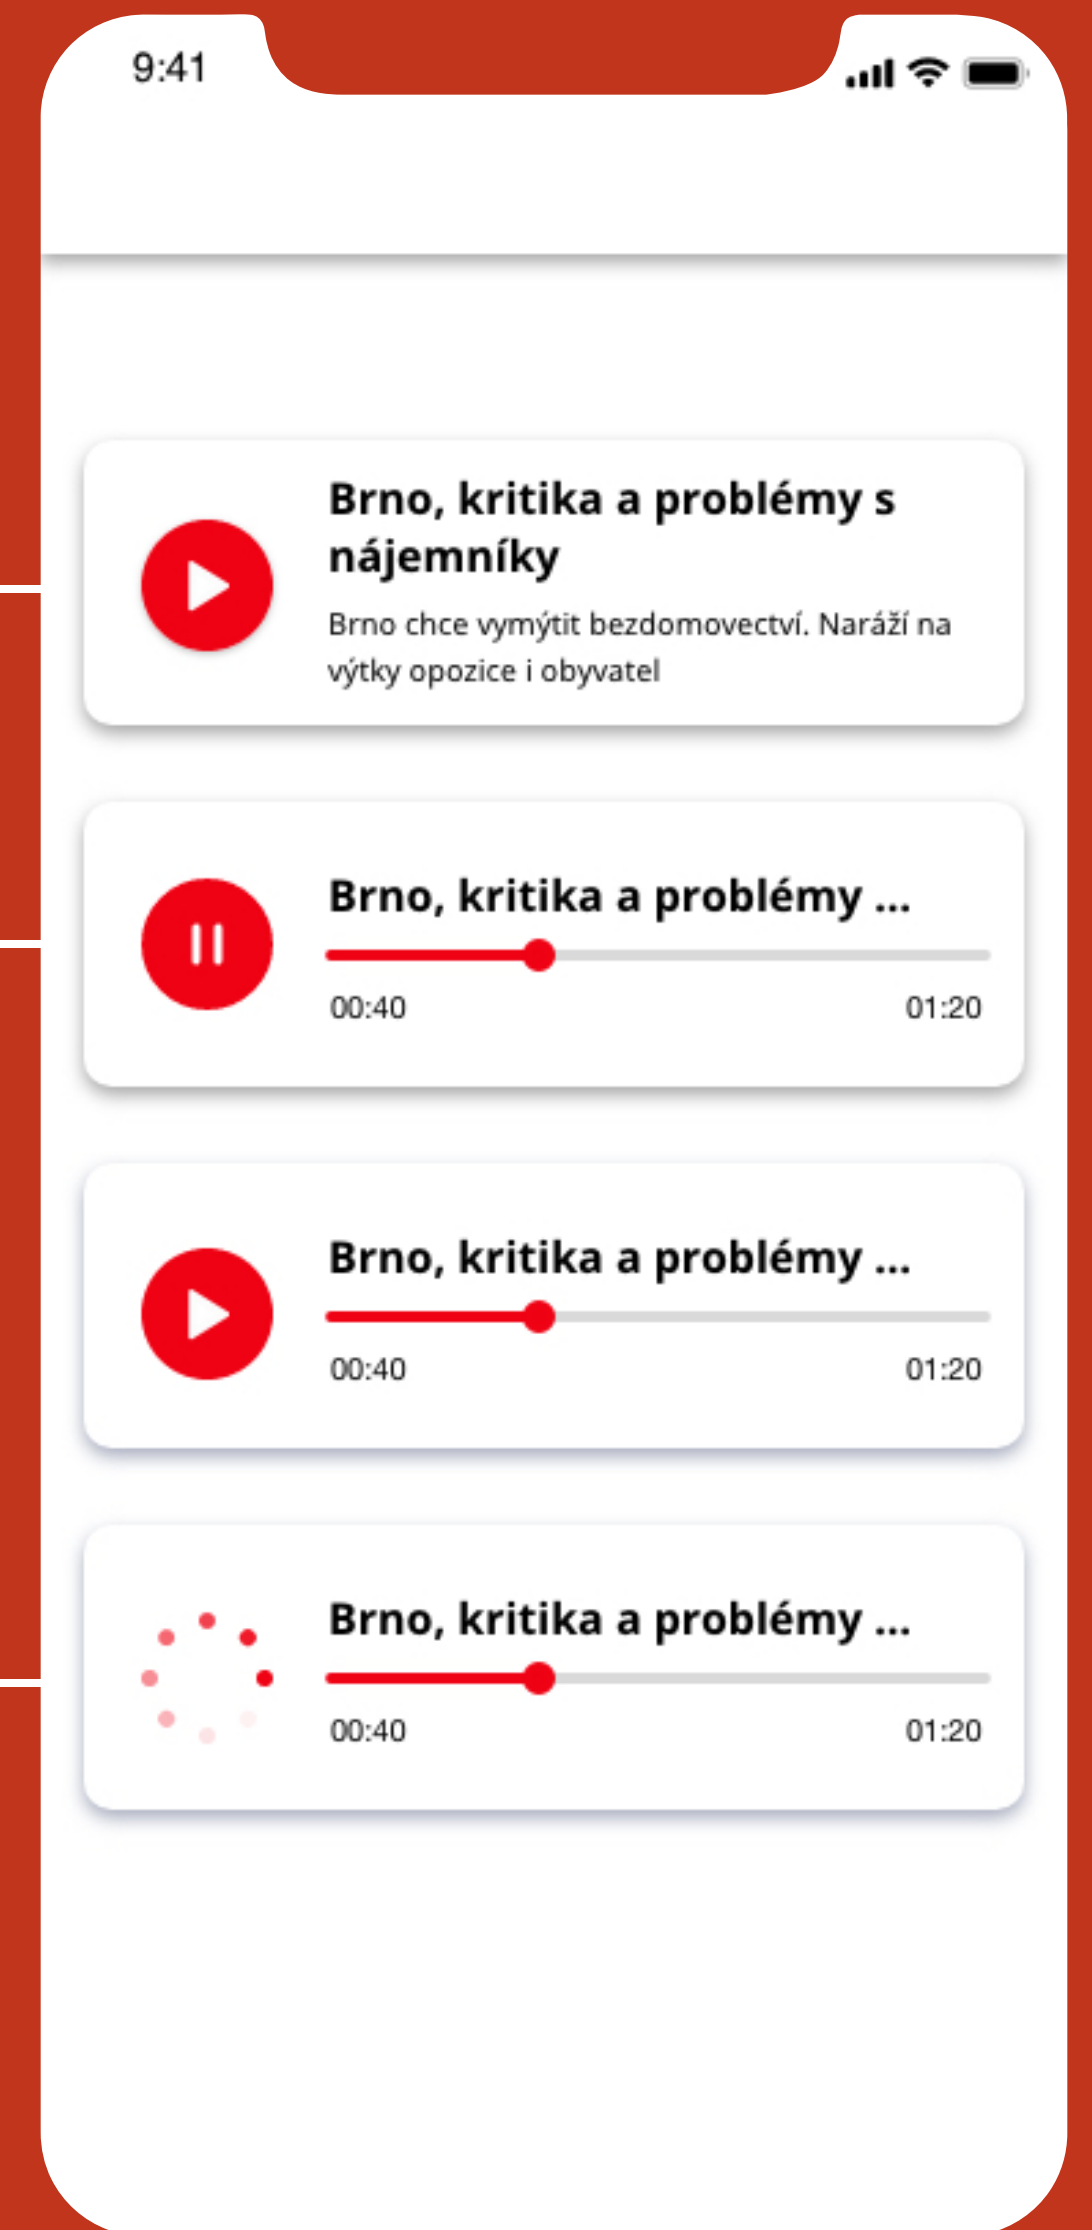 9:41
Brno, kritika a problémy s
nájemníky
Brno chce vymýtit bezdomovectví. Naráží na
výtky opozice i obyvatel
Brno, kritika a problémy ...
00:40 01:20
Brno, kritika a problémy ...
00:40 01:20
Brno, kritika a problémy ...
00:40 01:20